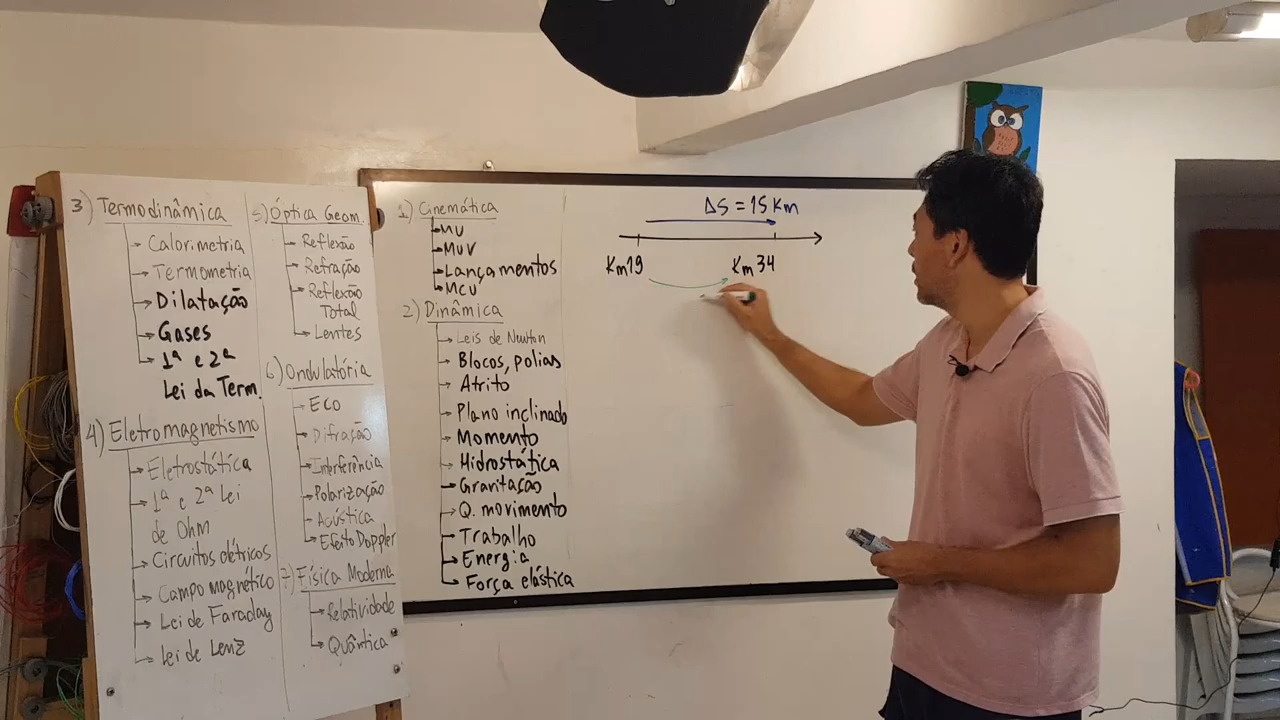 3) Termodinâmica
Calorimetria
Termometria
Dilatação
Gases
1ª e 2ª
Lei da Term.
4) Eletromagnetismo
Eletrostática
1ª e 2ª Lei
de Ohm
Circuitos elétricos
Campo magnético
Lei de Faraday
Lei de Lenz
5) Óptica Geom.
Reflexão
Refração
Reflexão
Total
Lentes
6) Ondulatória
Eco
Difração
Interferência
Polarização
Acústica
Efeito Doppler
7) Física Moderna
Relatividade
Quântica
1) Cinemática
MU
MUV
Lançamentos
MCU
2) Dinâmica
Leis de Newton
Blocos, polias
Atrito
Plano inclinado
Momento
Hidrostática
Gravitação
Q. movimento
Trabalho
Energia
Força elástica
ΔS = 15 Km
Km 19 Km 34